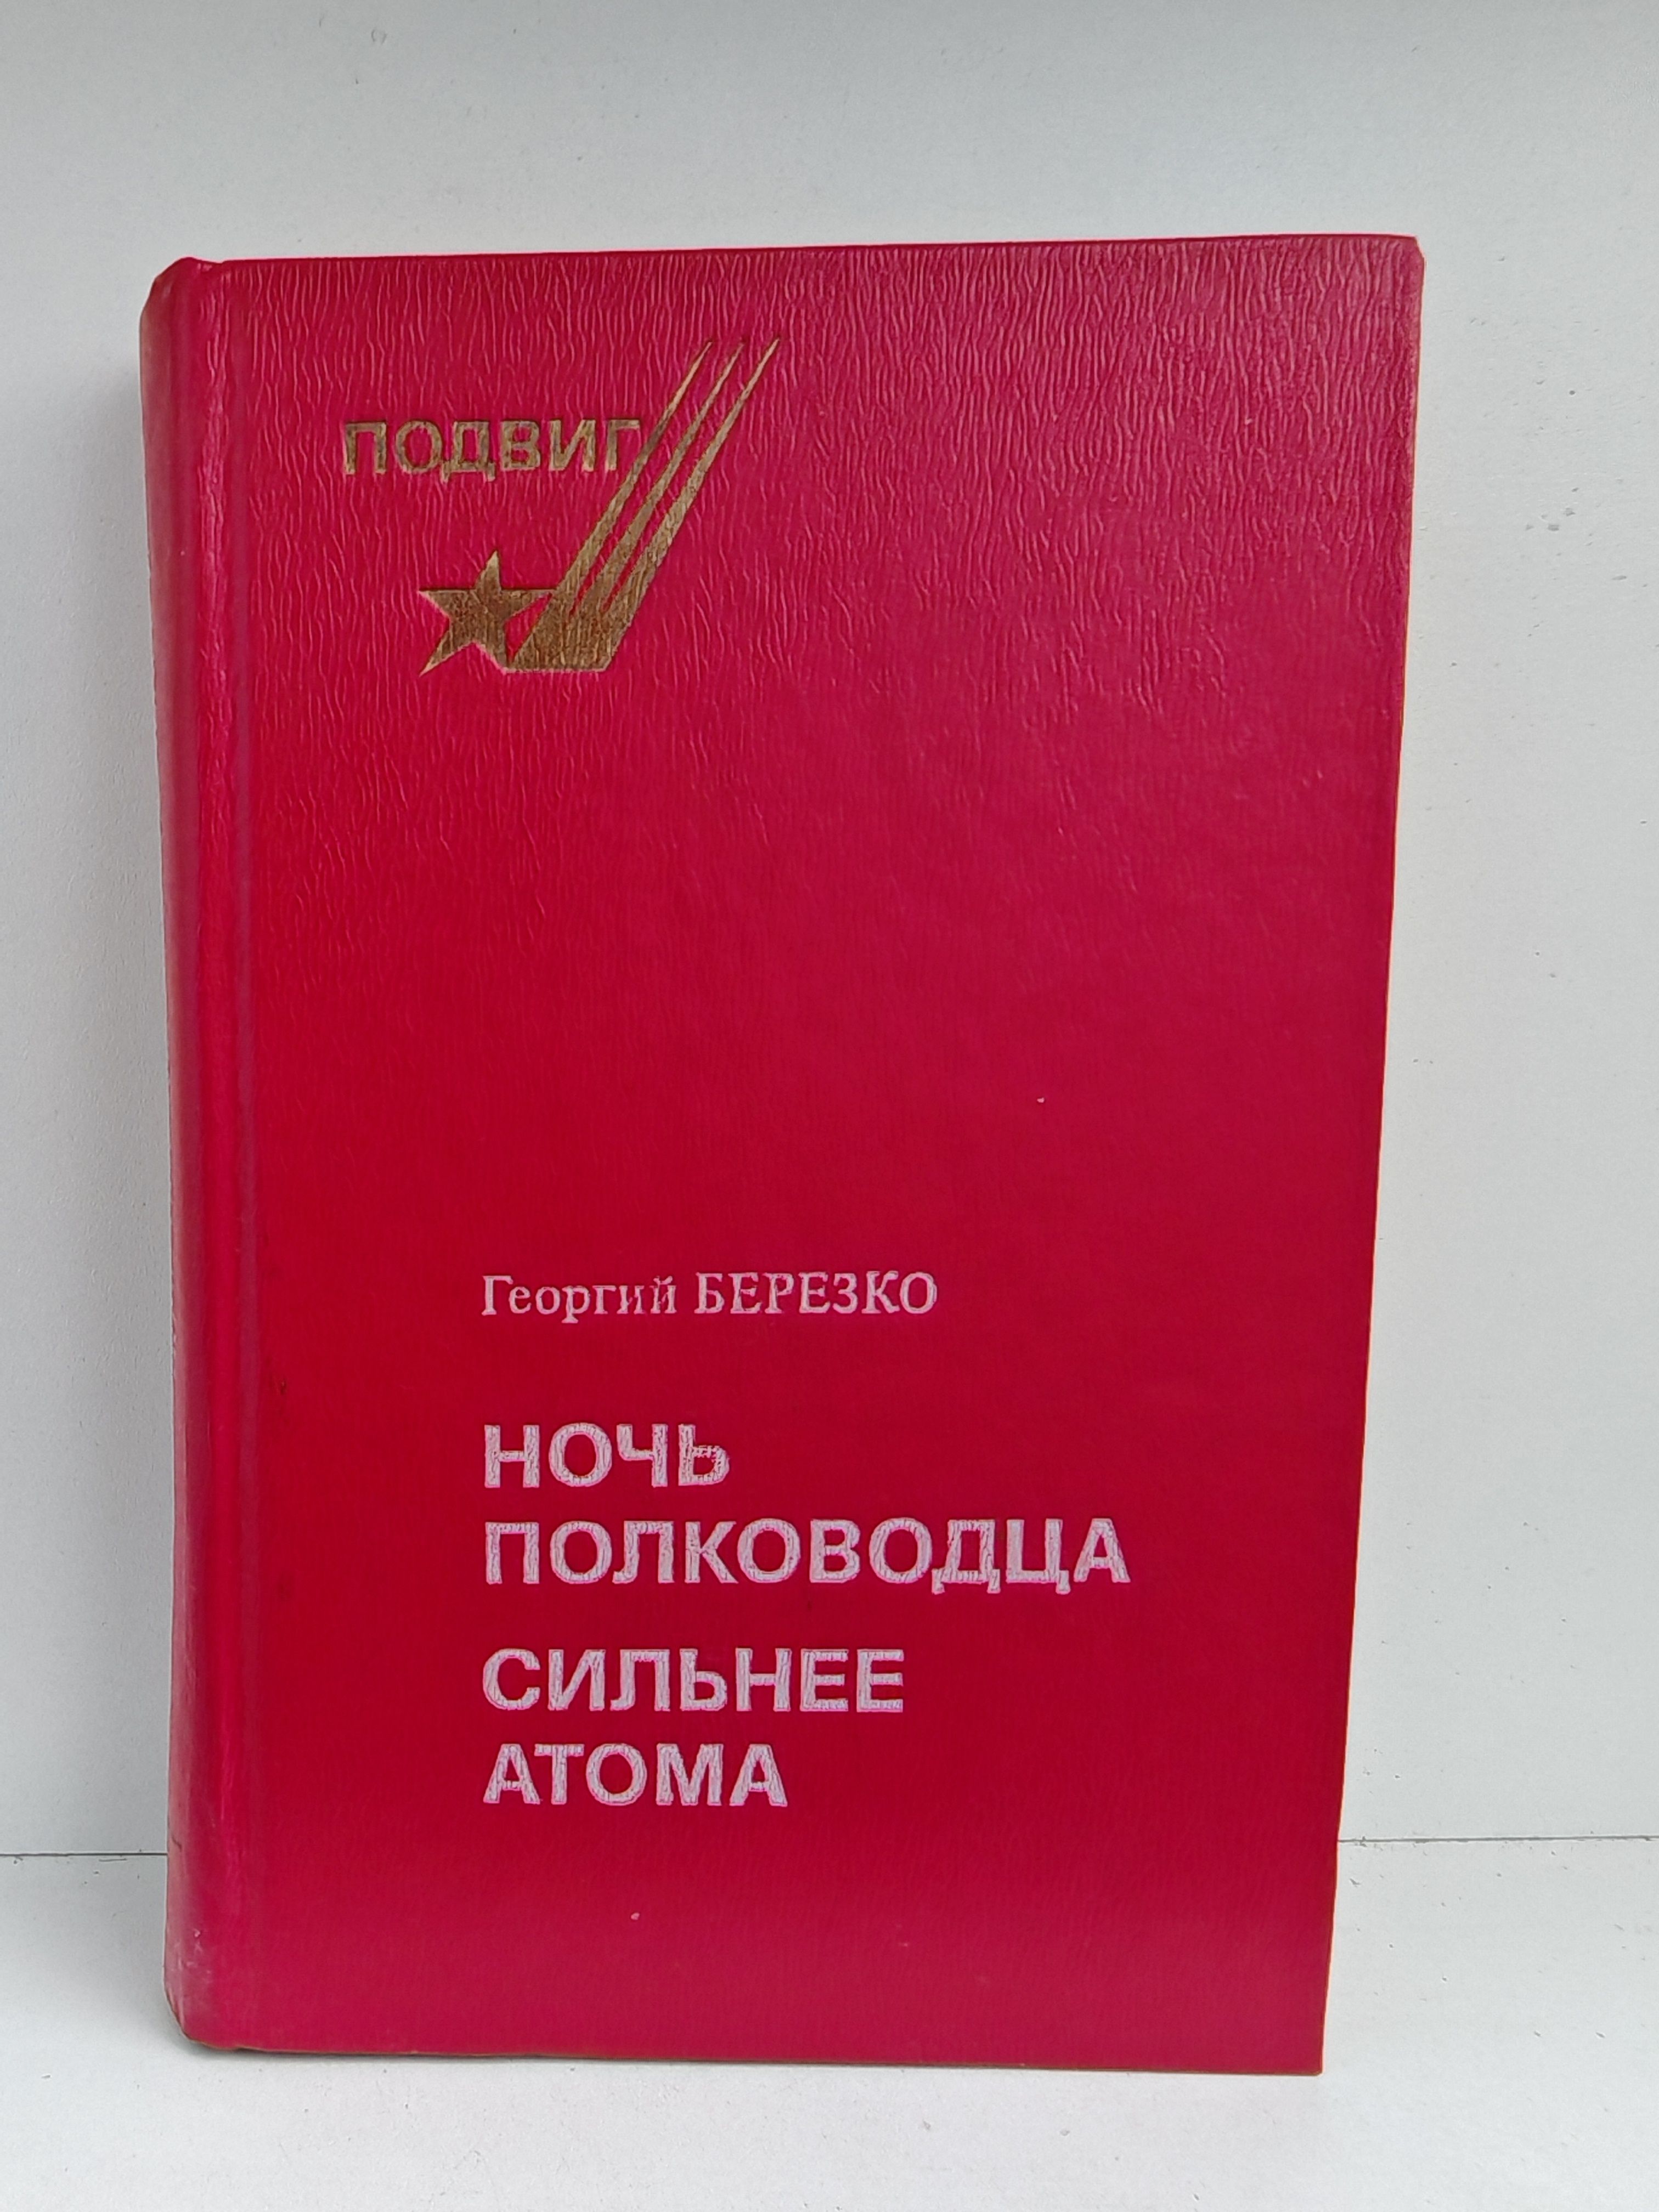 ПОДВИГ
Георгий БЕРЕЗКО
НОЧЬ
ПОЛКОВОДЦА
СИЛЬНЕЕ
АТОМА